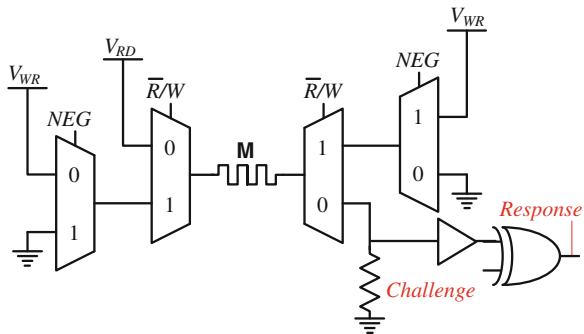 V_WR
V_RD
V_WR
NEG
R̅/W
R̅/W
NEG
M
0
1
0
1
1
0
1
0
Response
Challenge